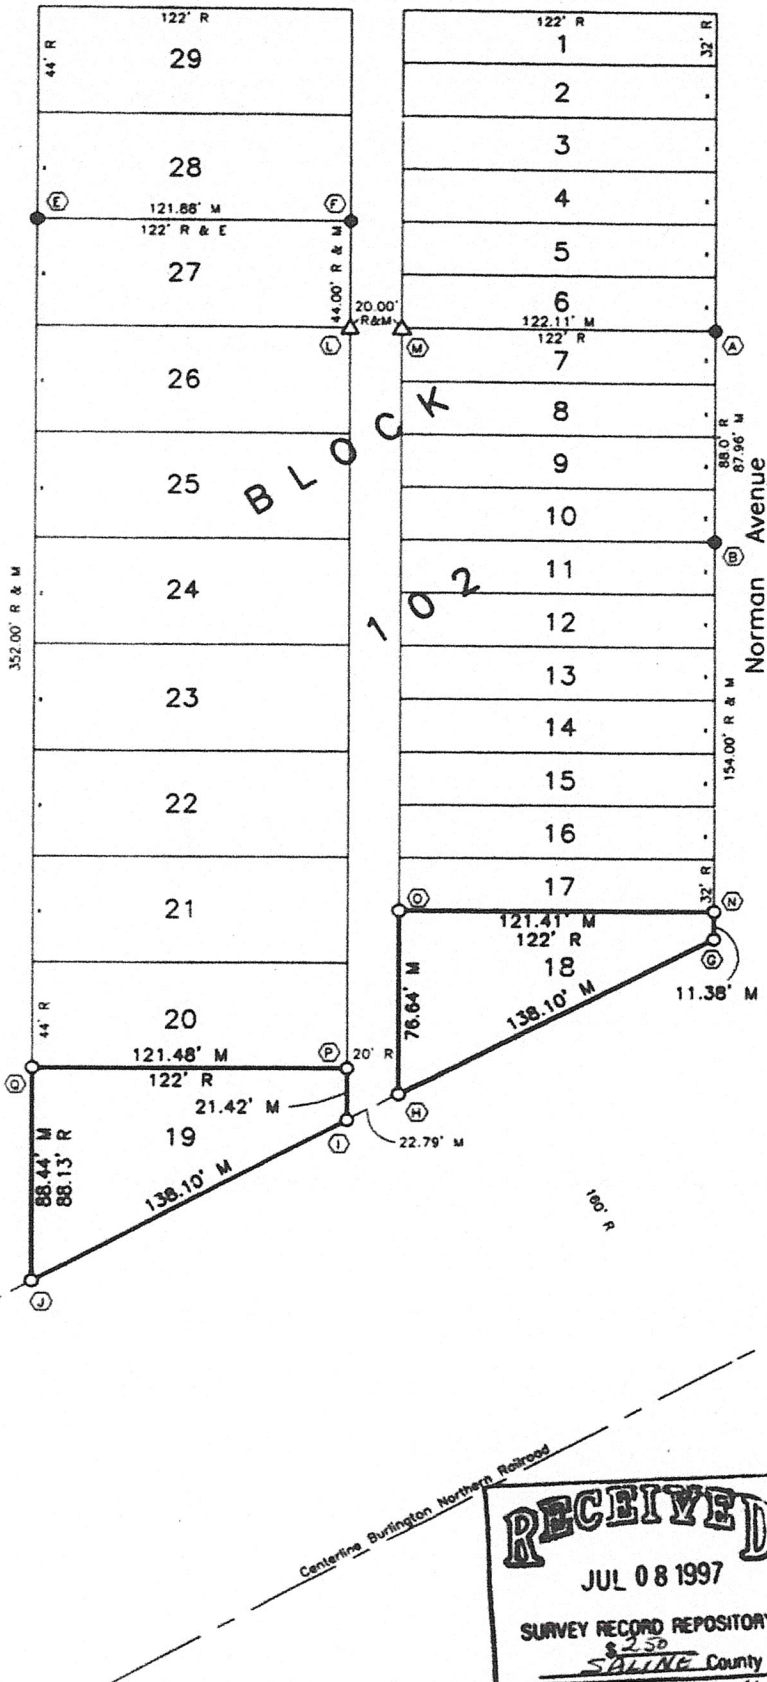 122' R
44' R
29
28
E
F
121.88' M
122' R & E
27
44.00' R & M
20.00'
R&M
L
M
26
25
24
352.00' R & M
23
22
21
20
44' R
121.48' M
122' R
P
20' R
Q
21.42' M
19
88.44' M
88.13' R
138.10' M
I
J
122' R
32' R
1
2
3
4
5
6
122.11' M
122' R
A
7
8
9
88.0' R
87.96' M
10
B
11
Norman Avenue
12
13
14
154.00' R & M
15
16
17
32' R
O
N
121.41' M
122' R
18
G
76.64' M
138.10' M
11.38' M
H
22.79' M
BLOCK
102
160' R
Centerline Burlington Northern Railroad
RECEIVED
JUL 08 1997
SURVEY RECORD REPOSITORY
$ 2.50
SALINE County